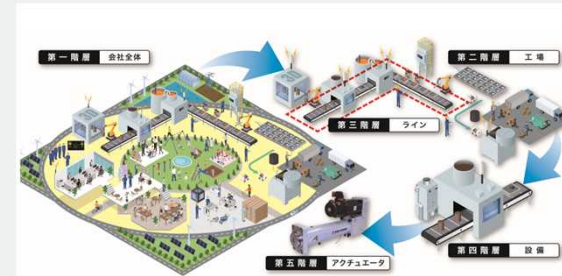 第一階層 会社全体
第二階層 工場
第三階層 ライン
第四階層 設備
第五階層 アクチュエータ